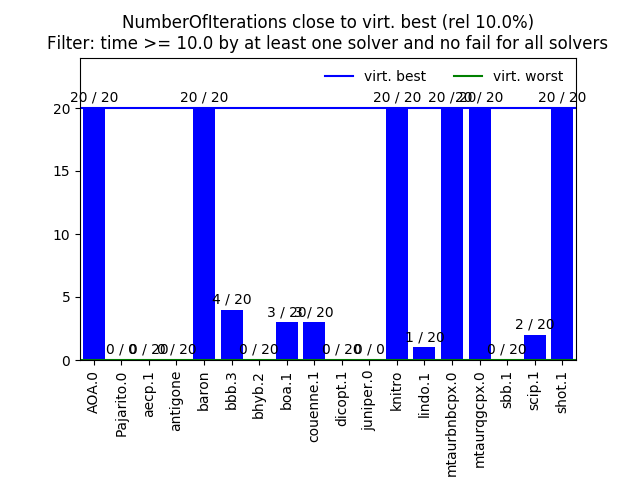 NumberOfIterations close to virt. best (rel 10.0%)
Filter: time >= 10.0 by at least one solver and no fail for all solvers
virt. best
virt. worst
20 / 20
20 / 20
20 / 20
20 / 20
20 / 20
20 / 20
4 / 20
3 / 20
3 / 20
1 / 20
2 / 20
0 / 0
0 / 20
0 / 20
0 / 20
0 / 20
0 / 0
0 / 20
20
15
10
5
0
AOA.0
Pajarito.0
aecp.1
antigone
baron
bbb.3
bhyb.2
boa.1
couenne.1
dicopt.1
juniper.0
knitro
lindo.1
mtaurbnbcpx.0
mtaurqgcpx.0
sbb.1
scip.1
shot.1